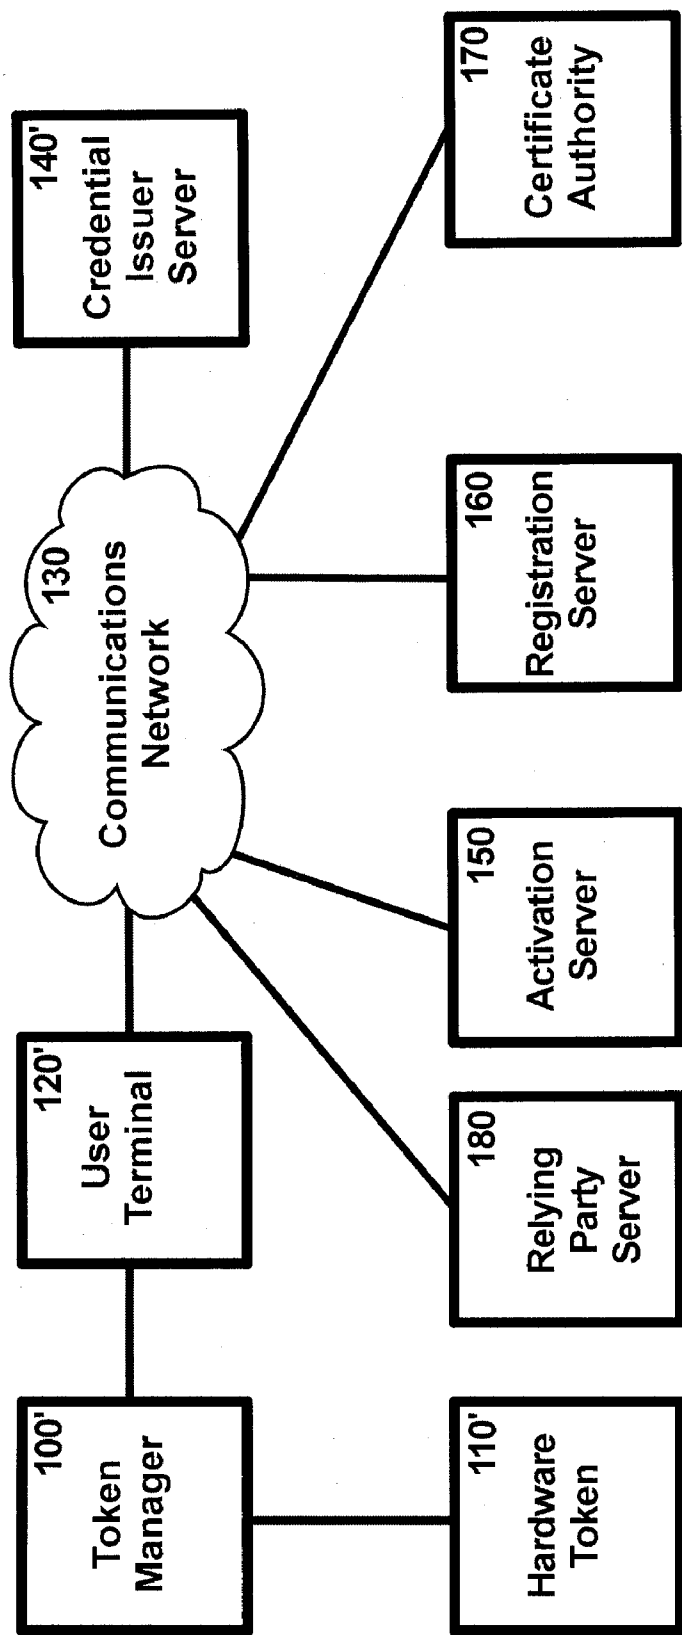 100'
Token
Manager
120'
User
Terminal
130
Communications
Network
140'
Credential
Issuer
Server
110'
Hardware
Token
180
Relying
Party
Server
150
Activation
Server
160
Registration
Server
170
Certificate
Authority